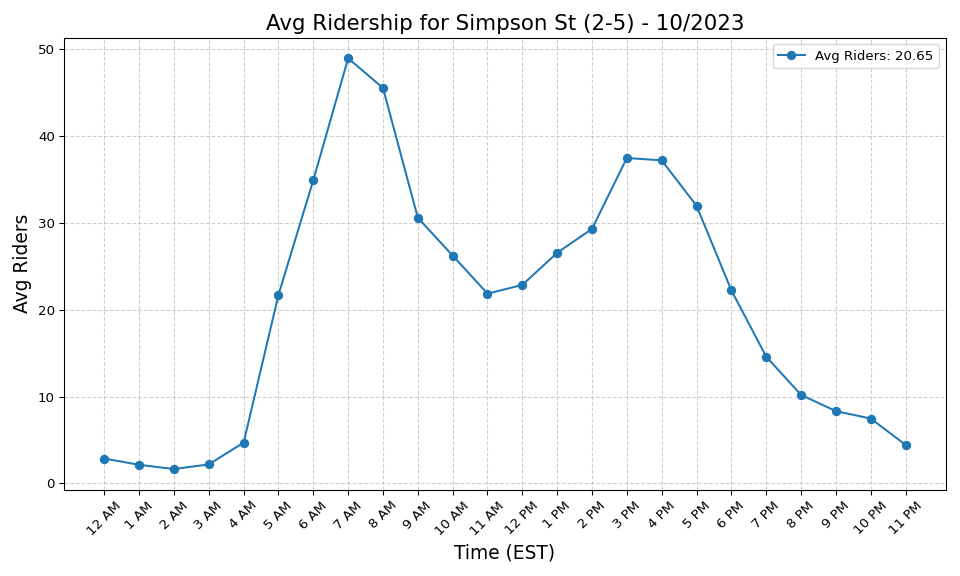 Avg Ridership for Simpson St (2-5) - 10/2023
Avg Riders: 20.65
Avg Riders
50
40
30
20
10
0
12 AM 1 AM 2 AM 3 AM 4 AM 5 AM 6 AM 7 AM 8 AM 9 AM 10 AM 11 AM 12 PM 1 PM 2 PM 3 PM 4 PM 5 PM 6 PM 7 PM 8 PM 9 PM 10 PM 11 PM
Time (EST)